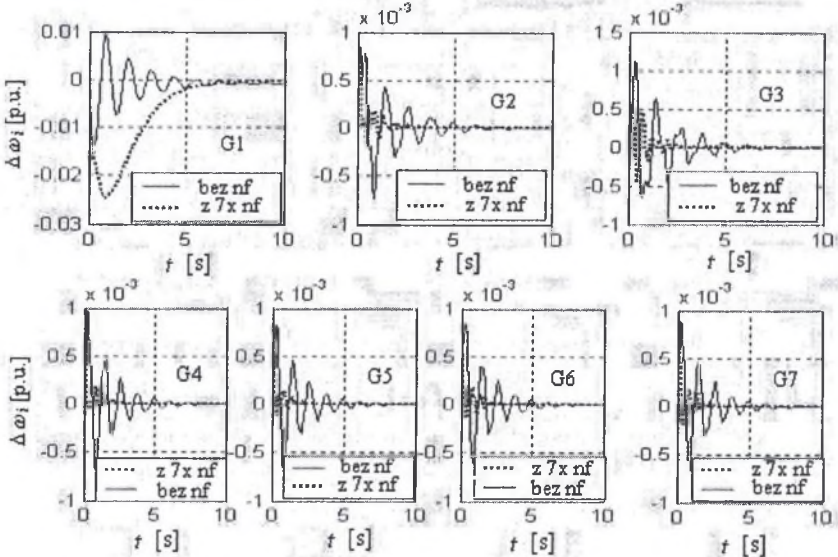 x 10⁻³
x 10⁻³
Δωi [p.u.]
0.01
0
-0.01
-0.02
-0.03
G1
bez nf
z 7x nf
0
5
10
t [s]
1
0.5
0
-0.5
-1
G2
bez nf
z 7x nf
0
5
10
t [s]
1.5
1
0.5
0
-0.5
-1
G3
bez nf
z 7x nf
0
5
10
t [s]
x 10⁻³
x 10⁻³
x 10⁻³
x 10⁻³
Δωi [p.u.]
1
0.5
0
-0.5
-1
G4
z 7x nf
bez nf
0
5
10
t [s]
1
0.5
0
-0.5
-1
G5
bez nf
z 7x nf
0
5
10
t [s]
1
0.5
0
-0.5
-1
G6
z 7x nf
bez nf
0
5
10
t [s]
1
0.5
0
-0.5
-1
G7
z 7x nf
bez nf
0
5
10
t [s]